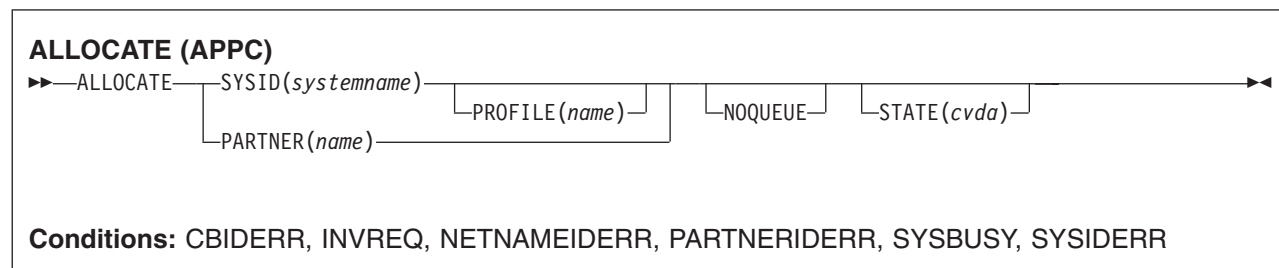 ALLOCATE (APPC)
ALLOCATE SYSID(systemname)
PROFILE(name) NOQUEUE STATE(cvda)
PARTNER(name)
Conditions: CBIDERR, INVREQ, NETNAMEIDERR, PARTNERIDERR, SYSBUSY, SYSIDERR